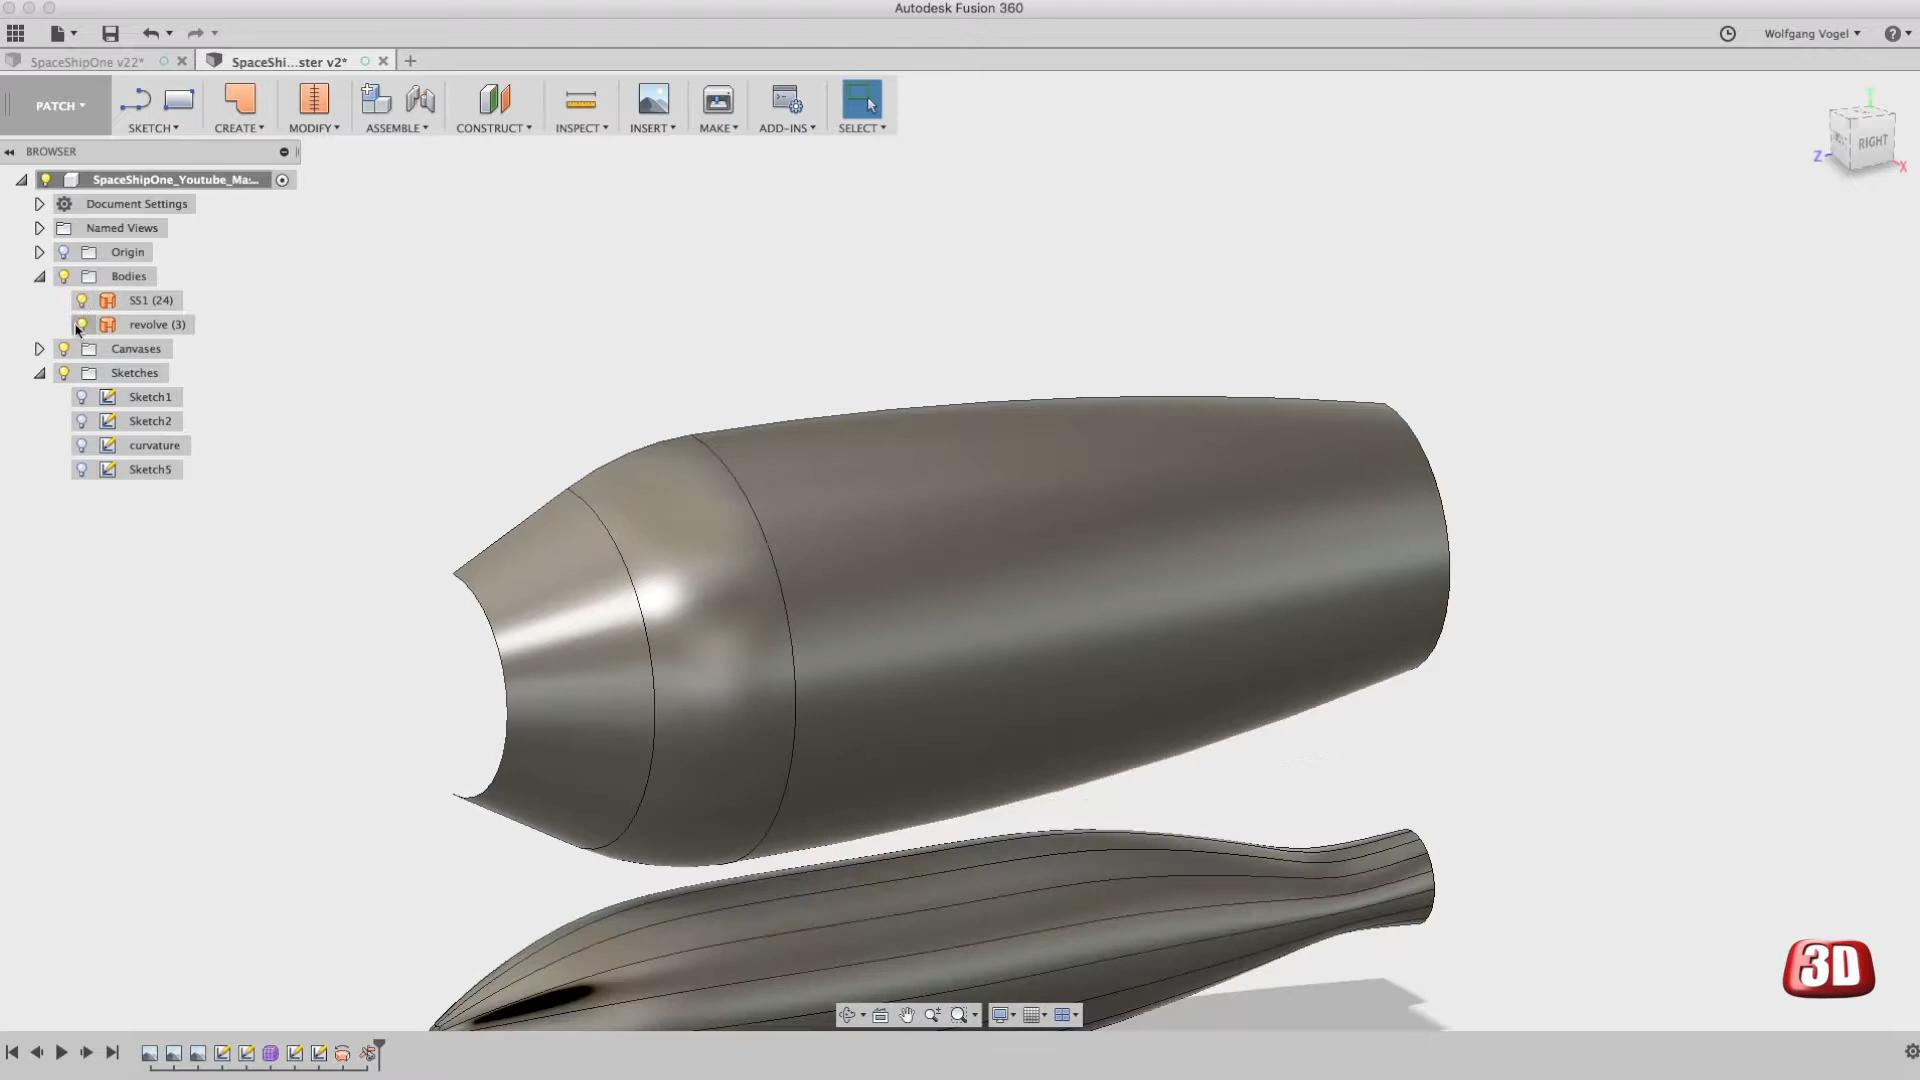 Autodesk Fusion 360
Wolfgang Vogel
SpaceShipOne v22*
SpaceShi...ster v2*
PATCH
SKETCH
CREATE
MODIFY
ASSEMBLE
CONSTRUCT
INSPECT
INSERT
MAKE
ADD-INS
SELECT
BROWSER
SpaceShipOne_Youtube_Ma...
Document Settings
Named Views
Origin
Bodies
SS1 (24)
revolve (3)
Canvases
Sketches
Sketch1
Sketch2
curvature
Sketch5
RIGHT
Z
X
3D